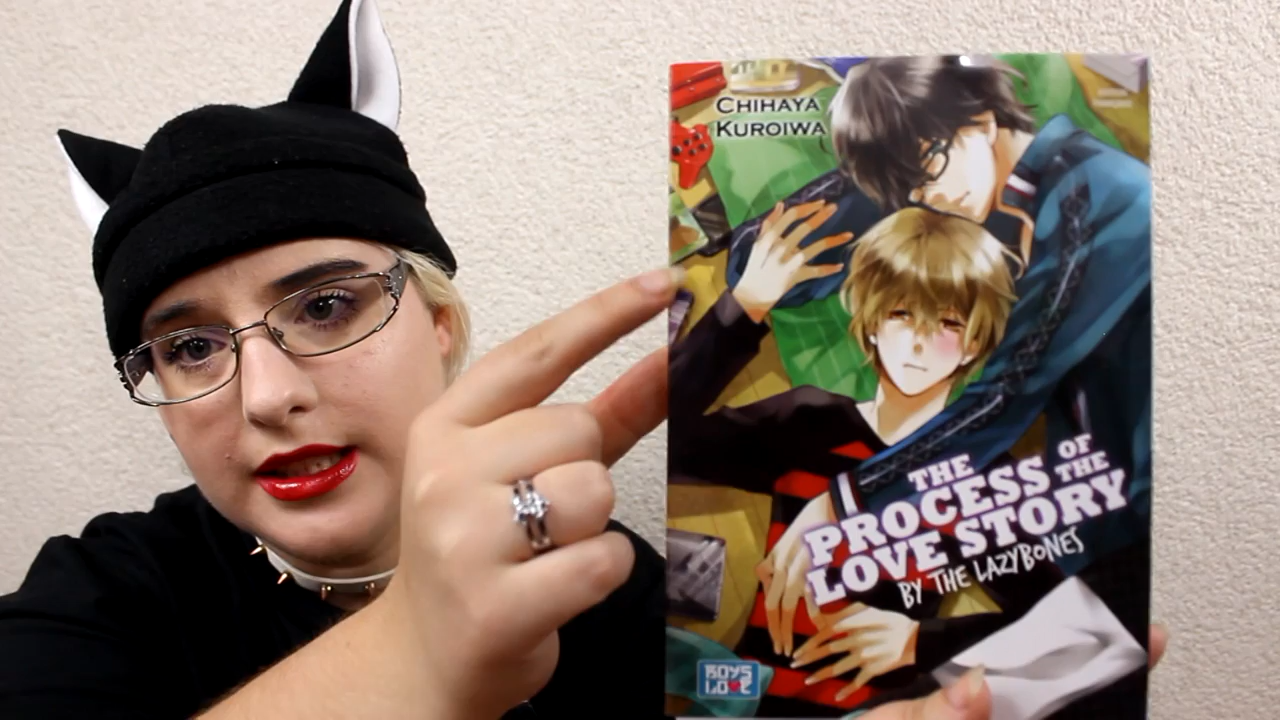 CHIHAYA
KUROIWA
THE
PROCESS OF THE
LOVE STORY
BY THE LAZYBONES
BOYS
LOVE